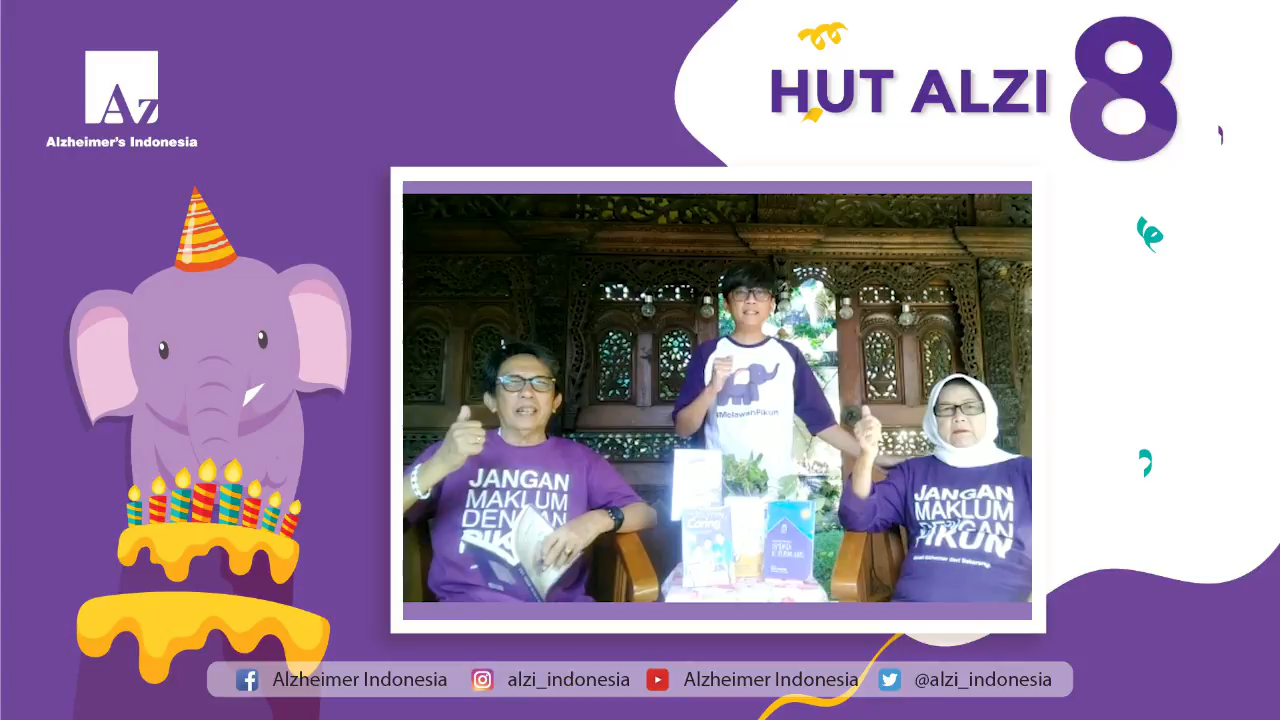 Az
Alzheimer's Indonesia
HUT ALZI 8
#MelawanPikun
JANGAN
MAKLUM
DENGAN
PIKUN
Caring
JANGAN
MAKLUM
DENGAN
PIKUN
Alzheimer Indonesia
alzi_indonesia
Alzheimer Indonesia
@alzi_indonesia